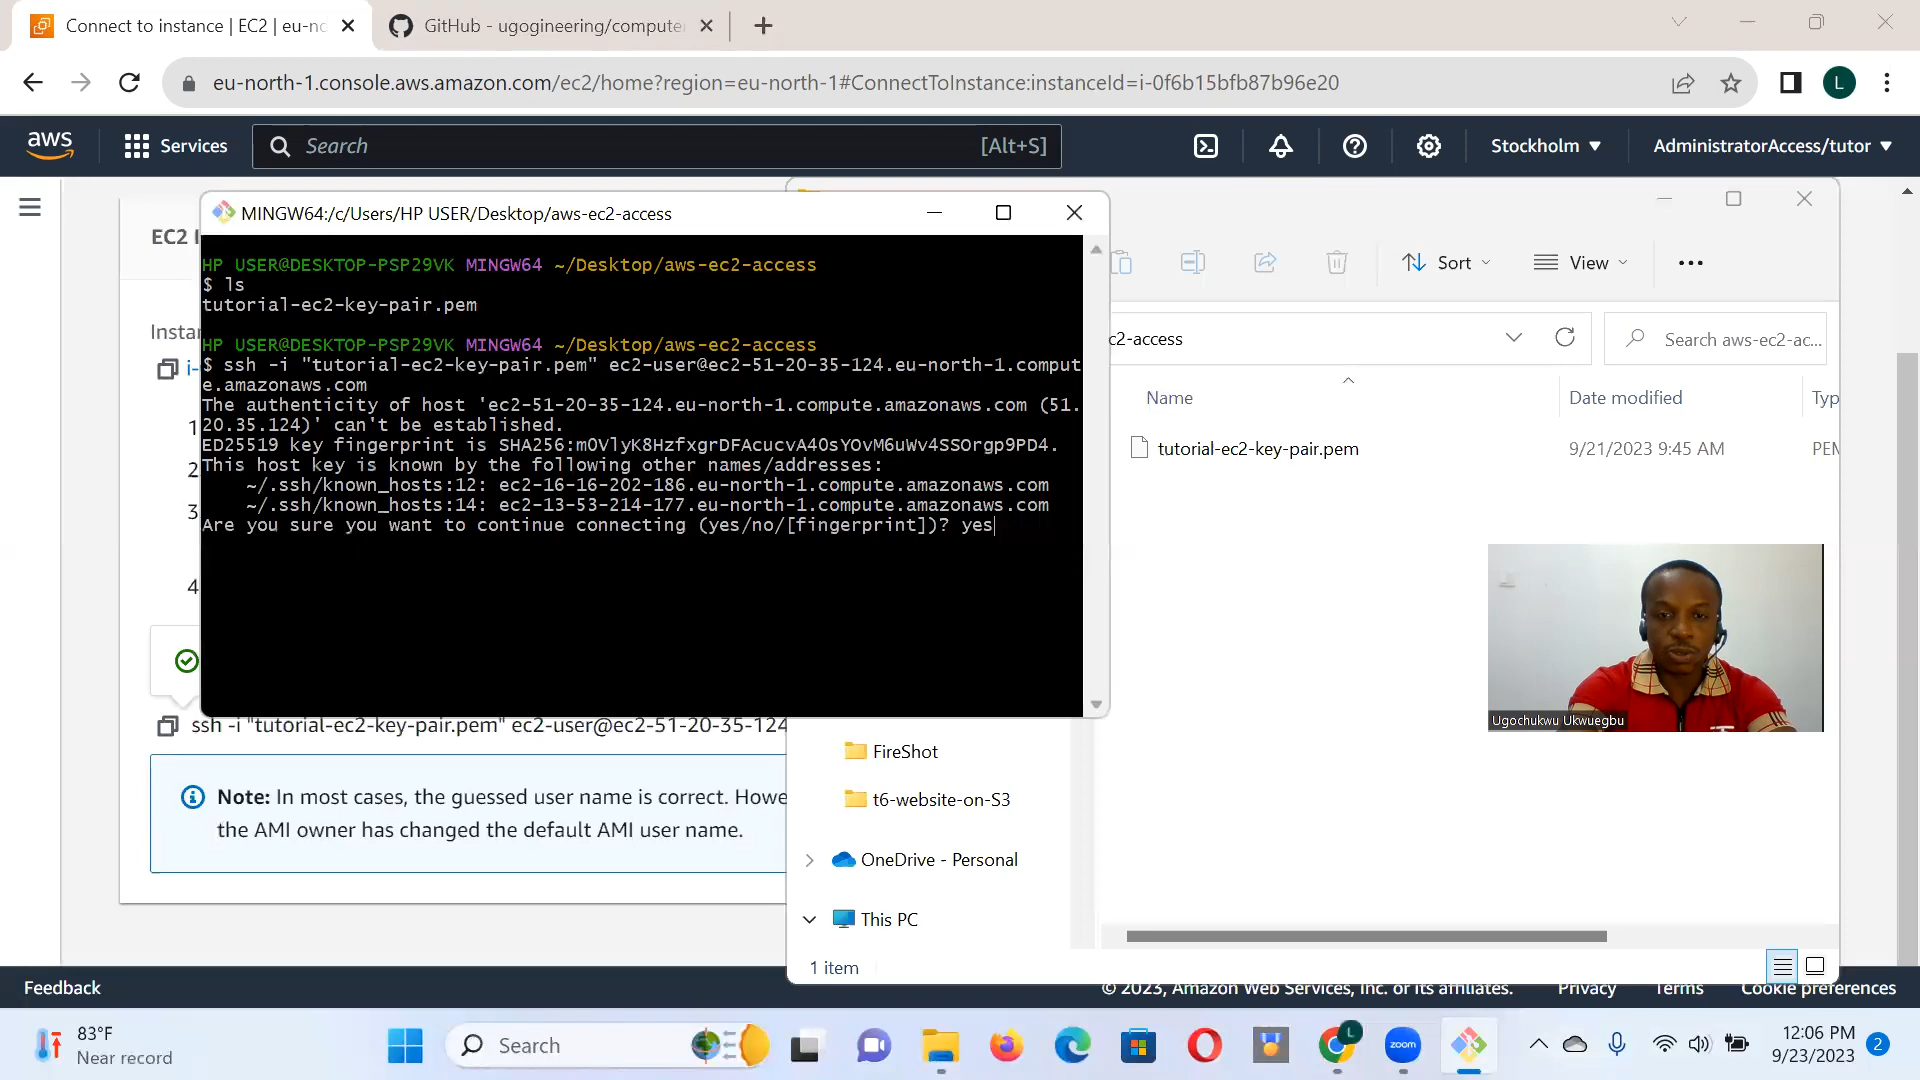 Connect to instance | EC2 | eu-no
GitHub - ugogineering/compute
eu-north-1.console.aws.amazon.com/ec2/home?region=eu-north-1#ConnectToInstance:instanceId=i-0f6b15bfb87b96e20
L
aws
Services
Search
[Alt+S]
Stockholm
AdministratorAccess/tutor
EC2 I
MINGW64:/c/Users/HP USER/Desktop/aws-ec2-access
HP USER@DESKTOP-PSP29VK MINGW64 ~/Desktop/aws-ec2-access
$ ls
tutorial-ec2-key-pair.pem
HP USER@DESKTOP-PSP29VK MINGW64 ~/Desktop/aws-ec2-access
$ ssh -i "tutorial-ec2-key-pair.pem" ec2-user@ec2-51-20-35-124.eu-north-1.comput
e.amazonaws.com
The authenticity of host 'ec2-51-20-35-124.eu-north-1.compute.amazonaws.com (51.
20.35.124)' can't be established.
ED25519 key fingerprint is SHA256:mOVlyK8HzfxgrDFAcucvA4OsYOvM6uWv4SSOrgp9PD4.
This host key is known by the following other names/addresses:
~/.ssh/known_hosts:12: ec2-16-16-202-186.eu-north-1.compute.amazonaws.com
~/.ssh/known_hosts:14: ec2-13-53-214-177.eu-north-1.compute.amazonaws.com
Are you sure you want to continue connecting (yes/no/[fingerprint])? yes
Instan
i-
1
2
3
4
ssh -i "tutorial-ec2-key-pair.pem" ec2-user@ec2-51-20-35-124
Note: In most cases, the guessed user name is correct. Howe
the AMI owner has changed the default AMI user name.
Sort
View
c2-access
Search aws-ec2-ac...
Name
Date modified
Typ
tutorial-ec2-key-pair.pem
9/21/2023 9:45 AM
PEM
Ugochukwu Ukwuegbu
FireShot
t6-website-on-S3
OneDrive - Personal
This PC
1 item
Feedback
© 2023, Amazon Web Services, Inc. or its affiliates.
Privacy
Terms
Cookie preferences
83°F
Near record
Search
L
zoom
12:06 PM
9/23/2023
2